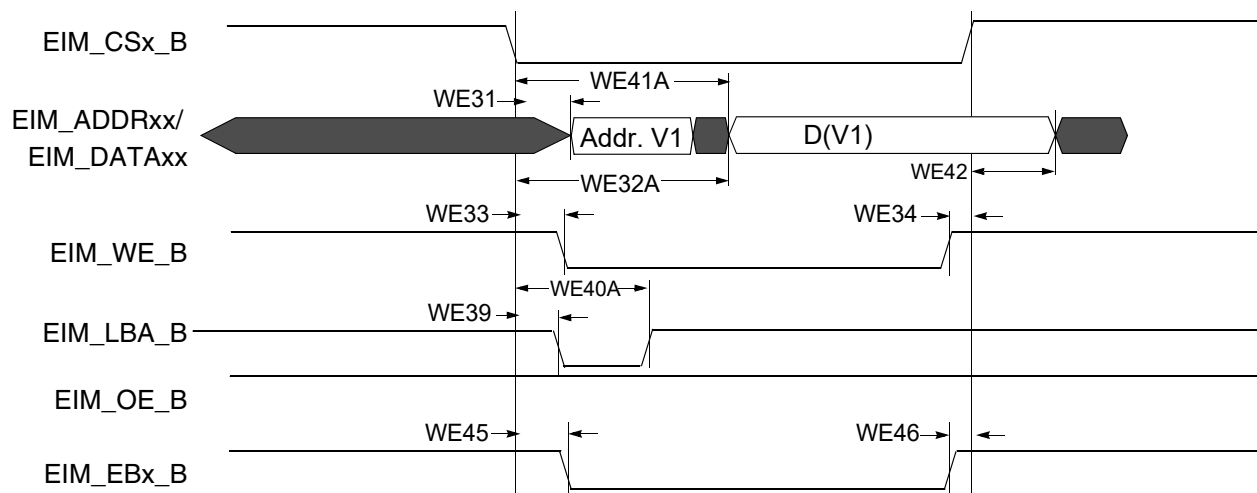 EIM_CSx_B
WE41A
WE31
EIM_ADDRxx/
EIM_DATAxx
Addr. V1
D(V1)
WE42
WE32A
WE33
WE34
EIM_WE_B
WE40A
WE39
EIM_LBA_B
EIM_OE_B
WE45
WE46
EIM_EBx_B